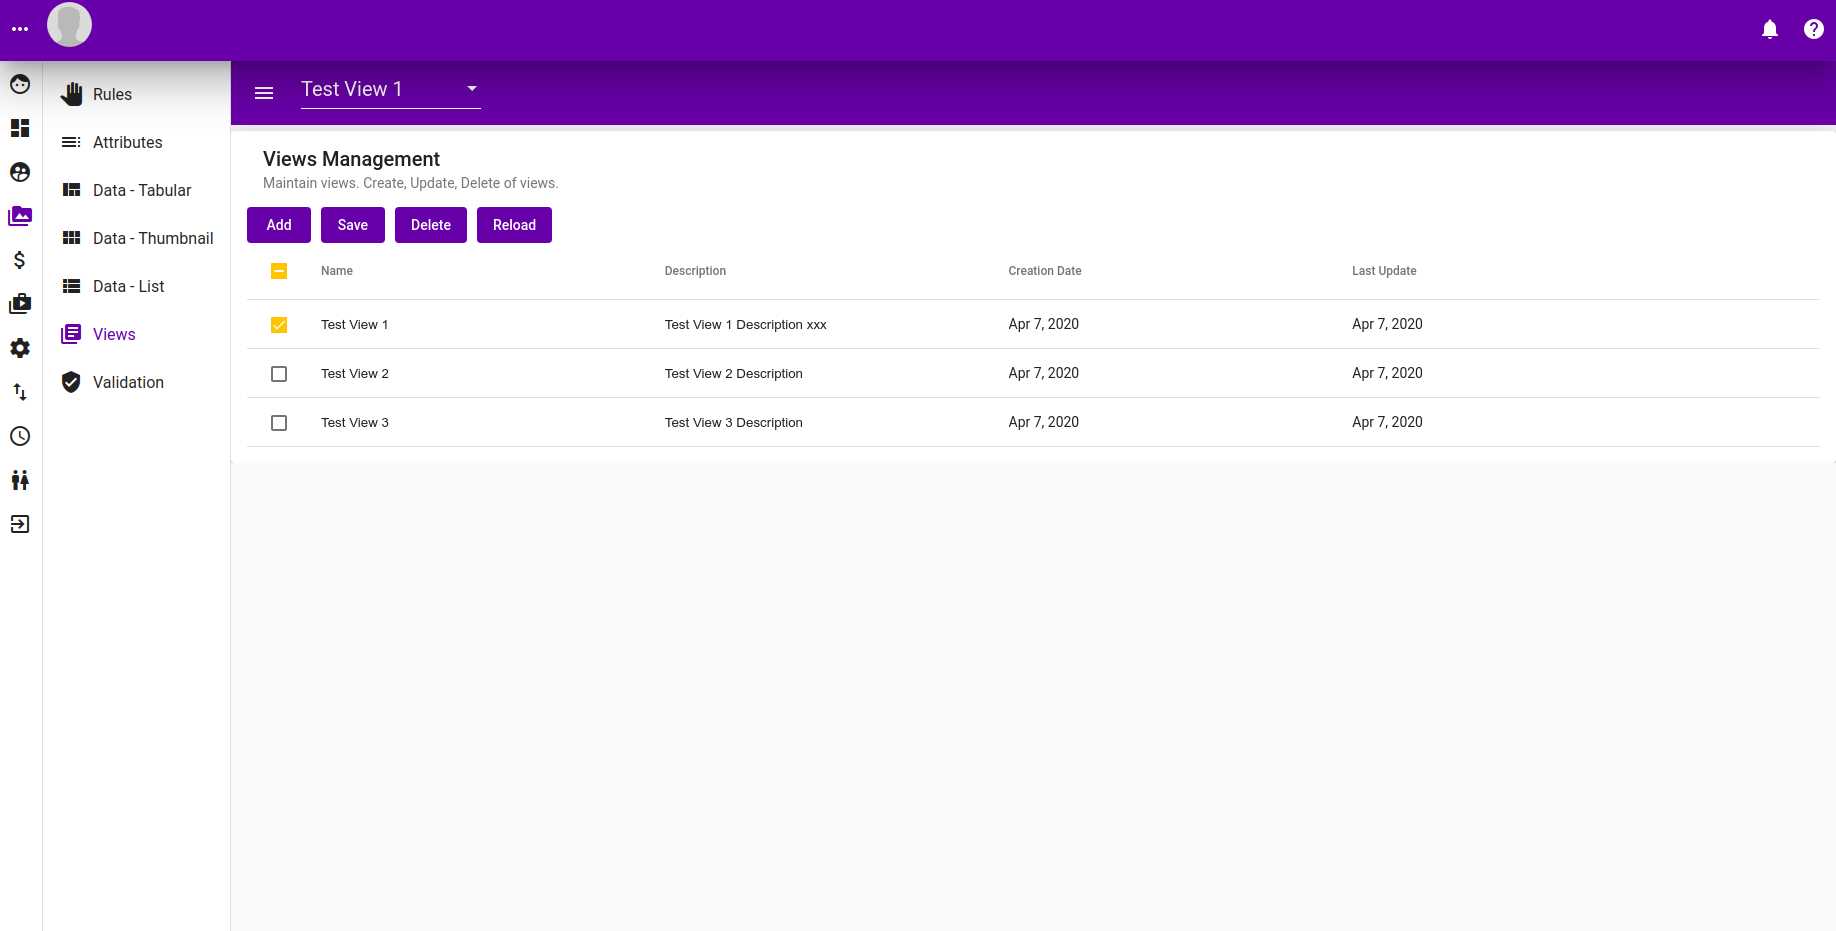 Test View 1
Rules
Attributes
Data - Tabular
Data - Thumbnail
Data - List
Views
Validation
Views Management
Maintain views. Create, Update, Delete of views.
Add Save Delete Reload
Name Description Creation Date Last Update
Test View 1 Test View 1 Description xxx Apr 7, 2020 Apr 7, 2020
Test View 2 Test View 2 Description Apr 7, 2020 Apr 7, 2020
Test View 3 Test View 3 Description Apr 7, 2020 Apr 7, 2020